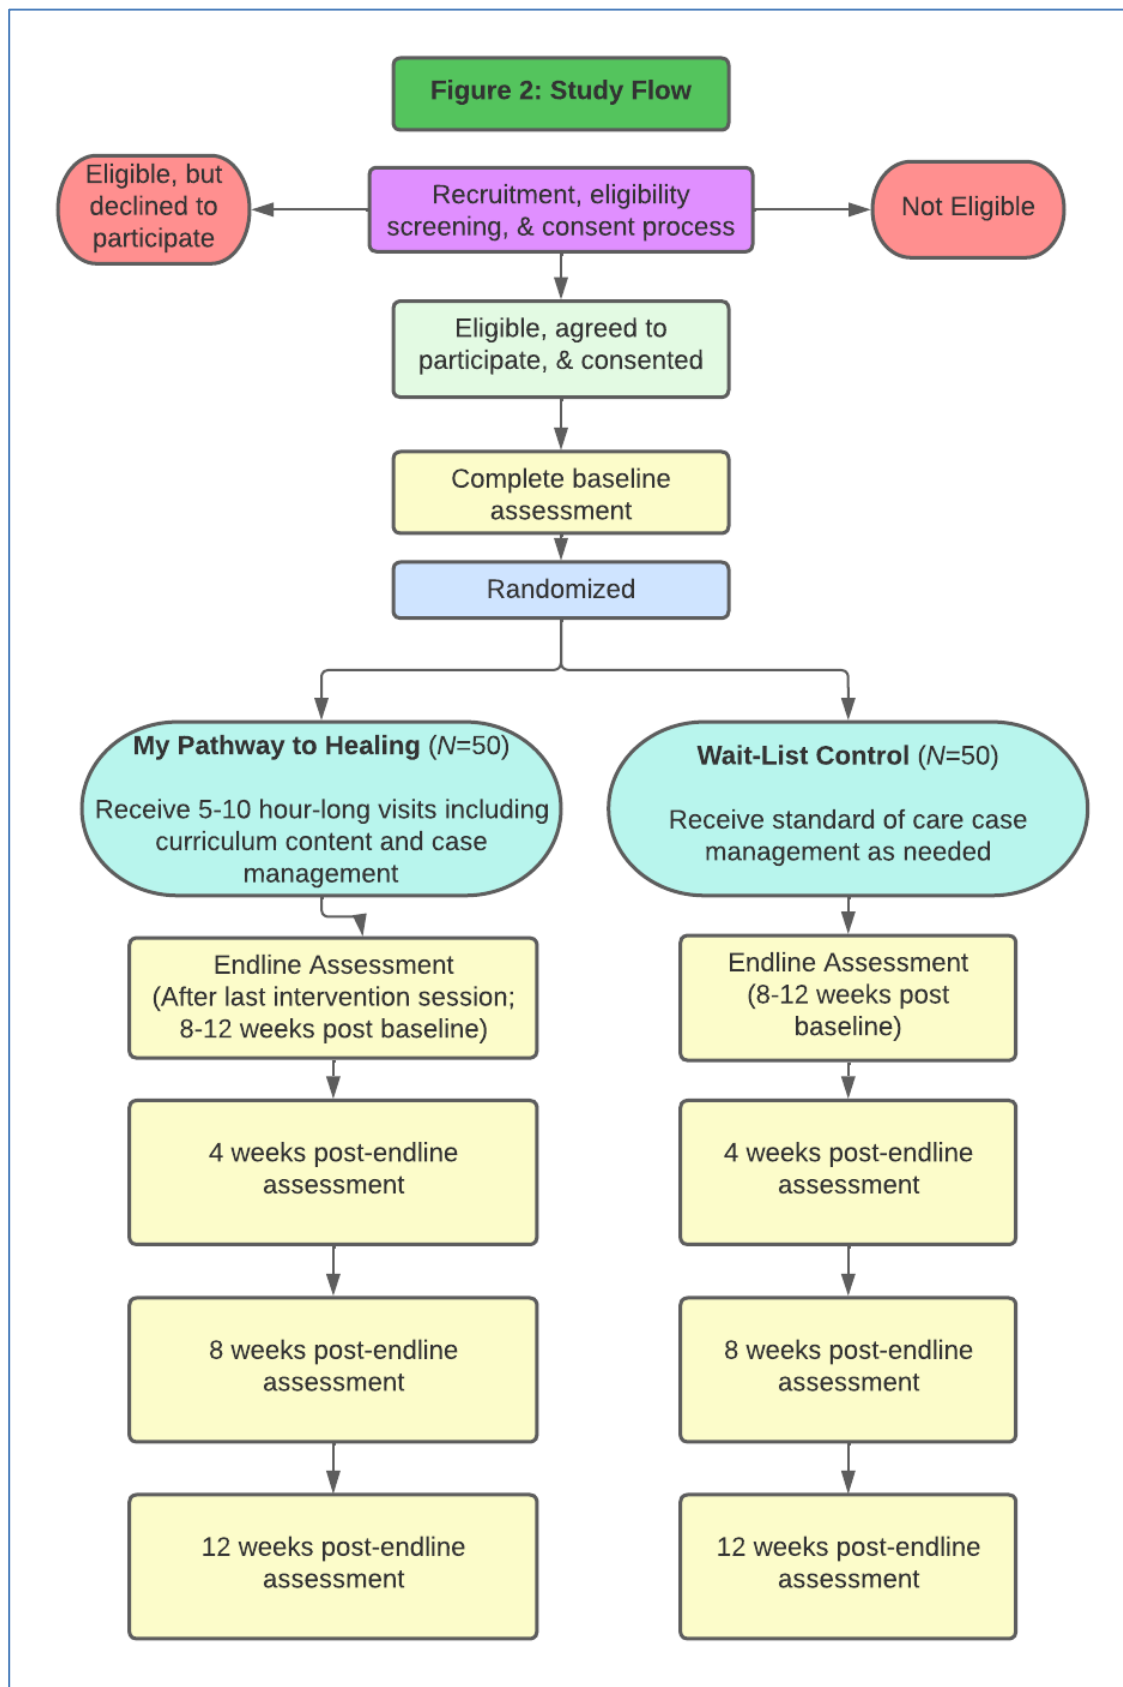 Figure 2: Study Flow
Eligible, but
declined to
participate
Recruitment, eligibility
screening, & consent process
Not Eligible
Eligible, agreed to
participate, & consented
Complete baseline
assessment
Randomized
My Pathway to Healing (N=50)
Receive 5-10 hour-long visits including
curriculum content and case
management
Wait-List Control (N=50)
Receive standard of care case
management as needed
Endline Assessment
(After last intervention session;
8-12 weeks post baseline)
Endline Assessment
(8-12 weeks post
baseline)
4 weeks post-endline
assessment
4 weeks post-endline
assessment
8 weeks post-endline
assessment
8 weeks post-endline
assessment
12 weeks post-endline
assessment
12 weeks post-endline
assessment